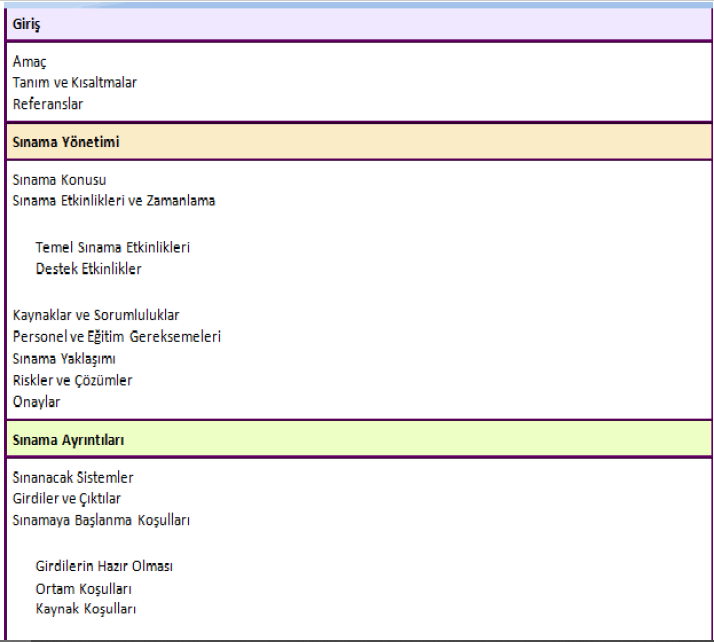 Giriş
Amaç
Tanım ve Kısaltmalar
Referanslar
Sınama Yönetimi
Sınama Konusu
Sınama Etkinlikleri ve Zamanlama
Temel Sınama Etkinlikleri
Destek Etkinlikler
Kaynaklar ve Sorumluluklar
Personel ve Eğitim Gereksemeleri
Sınama Yaklaşımı
Riskler ve Çözümler
Onaylar
Sınama Ayrıntıları
Sınanacak Sistemler
Girdiler ve Çıktılar
Sınamaya Başlanma Koşulları
Girdilerin Hazır Olması
Ortam Koşulları
Kaynak Koşulları